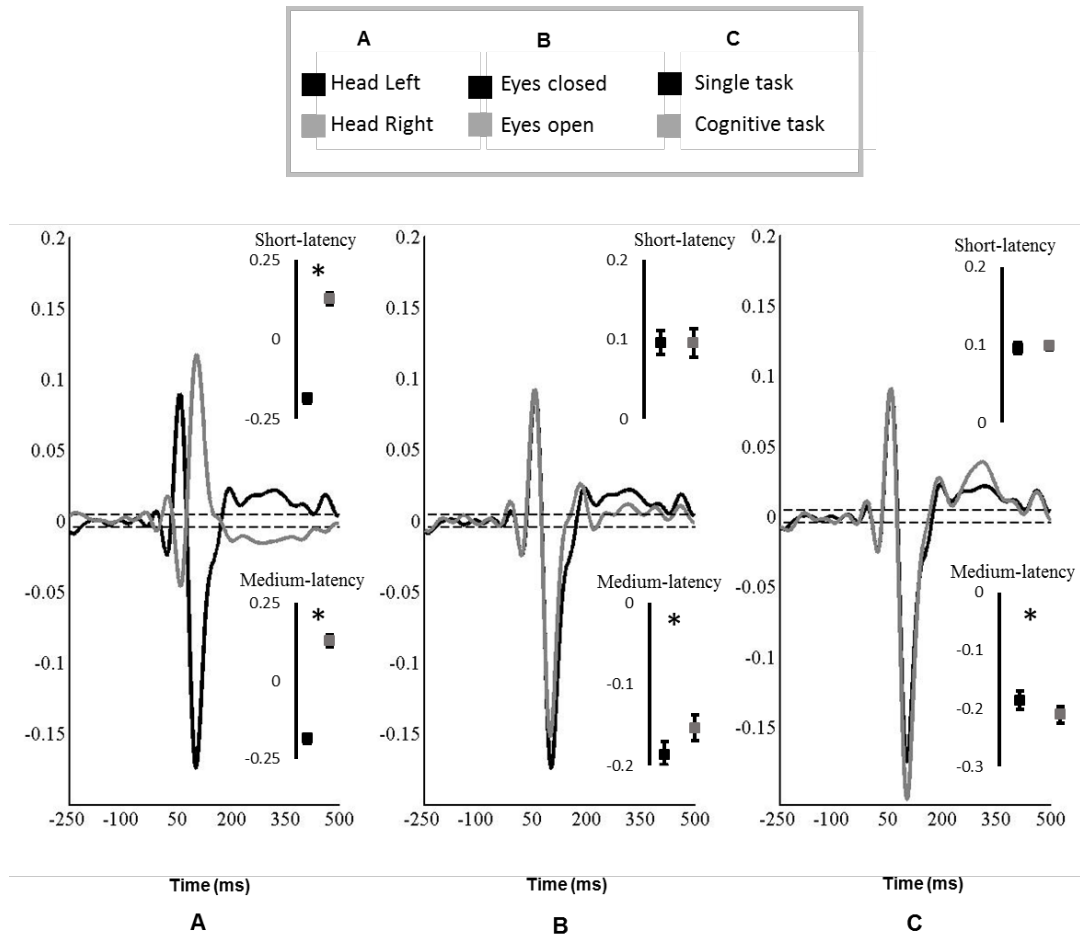 A B C
Head Left Eyes closed Single task
Head Right Eyes open Cognitive task
0.2
0.15
0.1
0.05
0
-0.05
-0.1
-0.15
-250 -100 50 200 350 500
Short-latency
0.25
*
0
-0.25
Medium-latency
0.25
*
0
-0.25
Time (ms)
A
0.2
0.15
0.1
0.05
0
-0.05
-0.1
-0.15
-250 -100 50 200 350 500
Short-latency
0.2
0.1
0
Medium-latency
0
*
-0.1
-0.2
Time (ms)
B
0.2
0.15
0.1
0.05
0
-0.05
-0.1
-0.15
-250 -100 50 200 350 500
Short-latency
0.2
0.1
0
Medium-latency
0
*
-0.1
-0.2
-0.3
Time (ms)
C